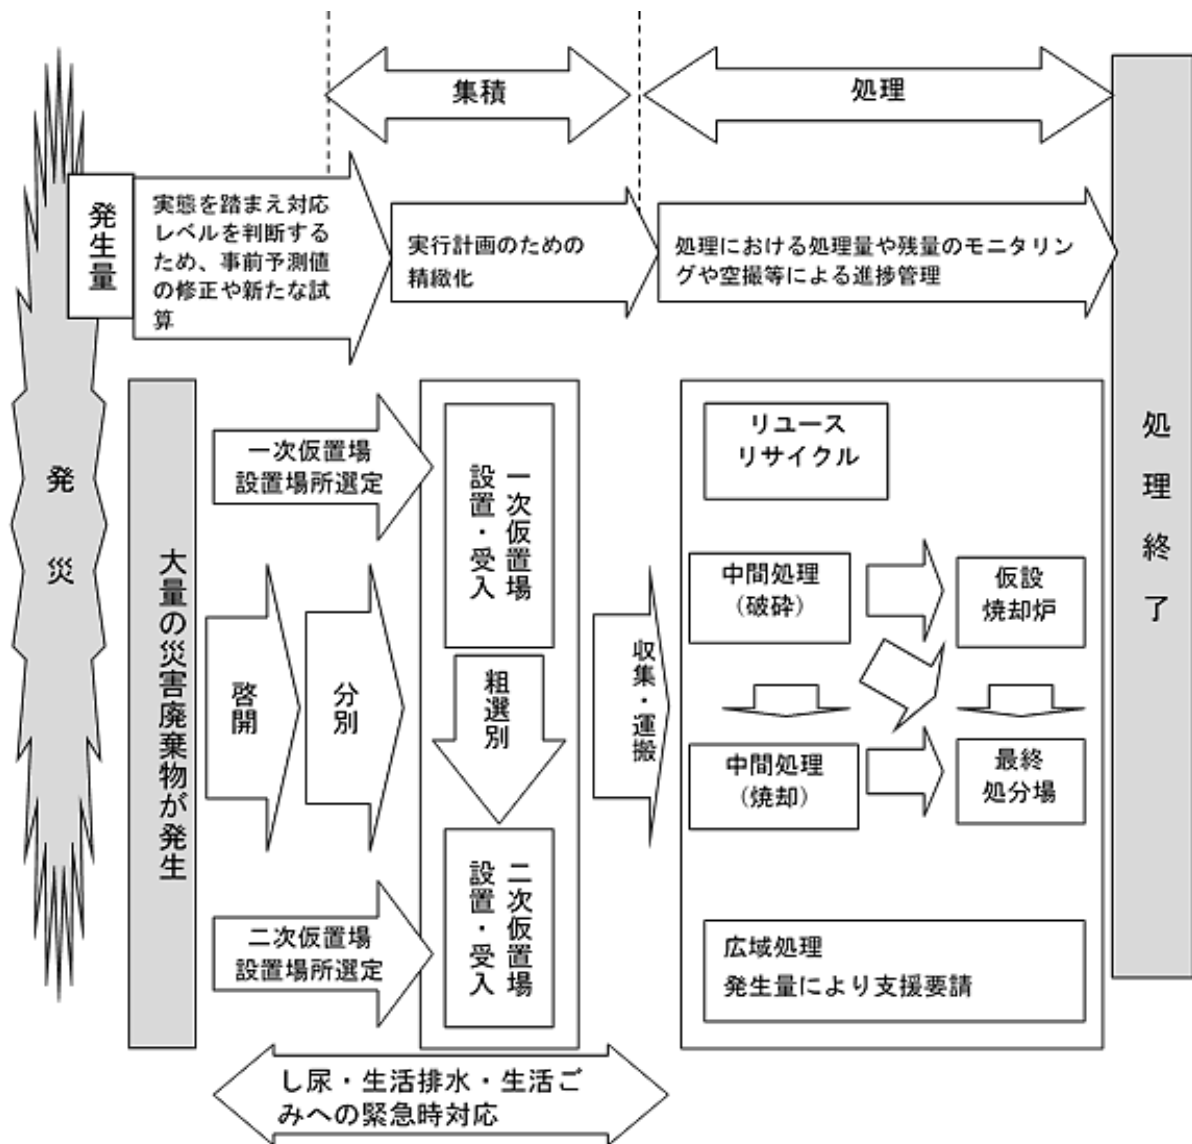 集積
処理
発生量
実態を踏まえ対応
レベルを判断する
ため、事前予測値
の修正や新たな試
算
実行計画のための
精緻化
処理における処理量や残量のモニタリン
グや空撮等による進捗管理
発災
処理終了
大量の災害廃棄物が発生
一次仮置場
設置場所選定
啓開
分別
二次仮置場
設置場所選定
一次仮置場
設置・受入
粗選別
二次仮置場
設置・受入
収集・運搬
リユース
リサイクル
中間処理
(破砕)
仮設
焼却炉
中間処理
(焼却)
最終
処分場
広域処理
発生量により支援要請
し尿・生活排水・生活ご
みへの緊急時対応